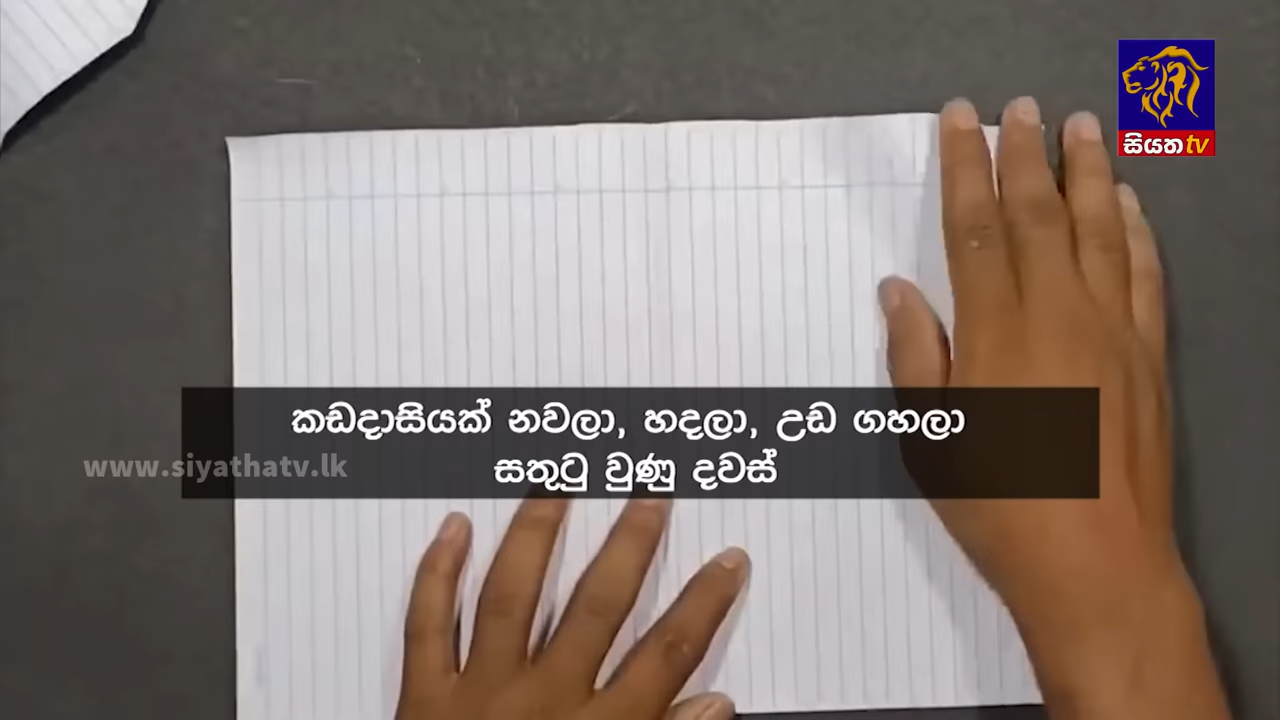 සියත tv
කඩදාසියක් නවලා, හදලා, උඩ ගහලා
සතුටු වුණු දවස්
www.siyathatv.lk